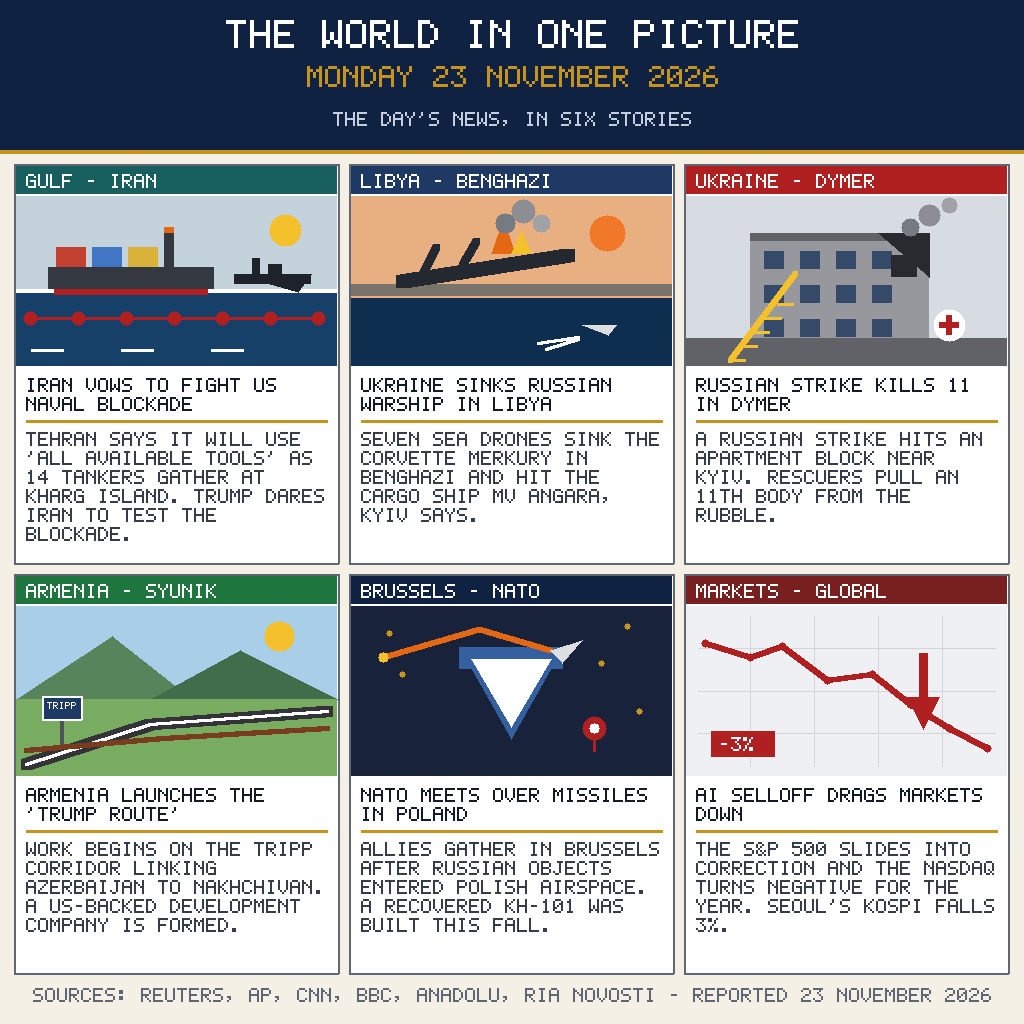 THE WORLD IN ONE PICTURE
MONDAY 23 NOVEMBER 2026
THE DAY'S NEWS, IN SIX STORIES
GULF - IRAN
IRAN VOWS TO FIGHT US
NAVAL BLOCKADE
TEHRAN SAYS IT WILL USE
'ALL AVAILABLE TOOLS' AS
14 TANKERS GATHER AT
KHARG ISLAND. TRUMP DARES
IRAN TO TEST THE
BLOCKADE.
LIBYA - BENGHAZI
UKRAINE SINKS RUSSIAN
WARSHIP IN LIBYA
SEVEN SEA DRONES SINK THE
CORVETTE MERKURY IN
BENGHAZI AND HIT THE
CARGO SHIP MV ANGARA,
KYIV SAYS.
UKRAINE - DYMER
RUSSIAN STRIKE KILLS 11
IN DYMER
A RUSSIAN STRIKE HITS AN
APARTMENT BLOCK NEAR
KYIV. RESCUERS PULL AN
11TH BODY FROM THE
RUBBLE.
ARMENIA - SYUNIK
TRIPP
ARMENIA LAUNCHES THE
'TRUMP ROUTE'
WORK BEGINS ON THE TRIPP
CORRIDOR LINKING
AZERBAIJAN TO NAKHCHIVAN.
A US-BACKED DEVELOPMENT
COMPANY IS FORMED.
BRUSSELS - NATO
NATO MEETS OVER MISSILES
IN POLAND
ALLIES GATHER IN BRUSSELS
AFTER RUSSIAN OBJECTS
ENTERED POLISH AIRSPACE.
A RECOVERED KH-101 WAS
BUILT THIS FALL.
MARKETS - GLOBAL
-3%
AI SELLOFF DRAGS MARKETS
DOWN
THE S&P 500 SLIDES INTO
CORRECTION AND THE NASDAQ
TURNS NEGATIVE FOR THE
YEAR. SEOUL'S KOSPI FALLS
3%.
SOURCES: REUTERS, AP, CNN, BBC, ANADOLU, RIA NOVOSTI - REPORTED 23 NOVEMBER 2026